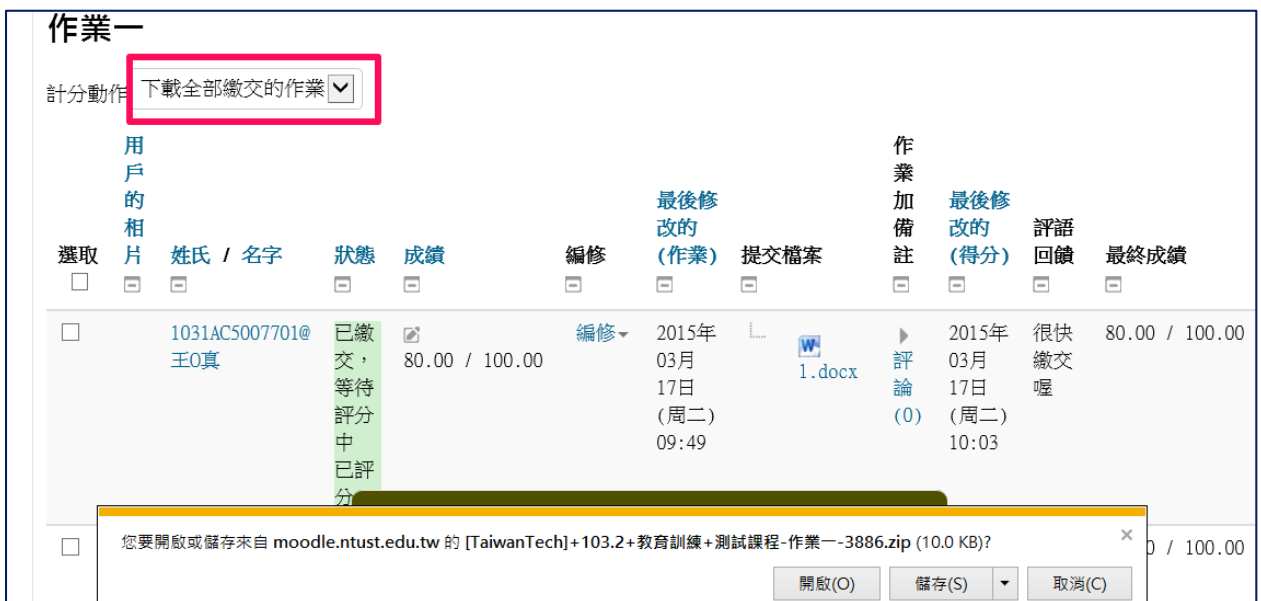 作業一
計分動作 下載全部繳交的作業
選取
用戶的相片
姓氏 / 名字
狀態
成績
編修
最後修
改的
(作業)
提交檔案
作業加備註
最後修
改的
(得分)
評語
回饋
最終成績
1031AC5007701@
王0真
已繳
交，
等待
評分
中
已評
分
80.00 / 100.00
編修
2015年
03月
17日
(周二)
09:49
1.docx
評
論
(0)
2015年
03月
17日
(周二)
10:03
很快
繳交
喔
80.00 / 100.00
您要開啟或儲存來自 moodle.ntust.edu.tw 的 [TaiwanTech]+103.2+教育訓練+測試課程-作業一-3886.zip (10.0 KB)?
0 / 100.00
開啟(O) 儲存(S) 取消(C)